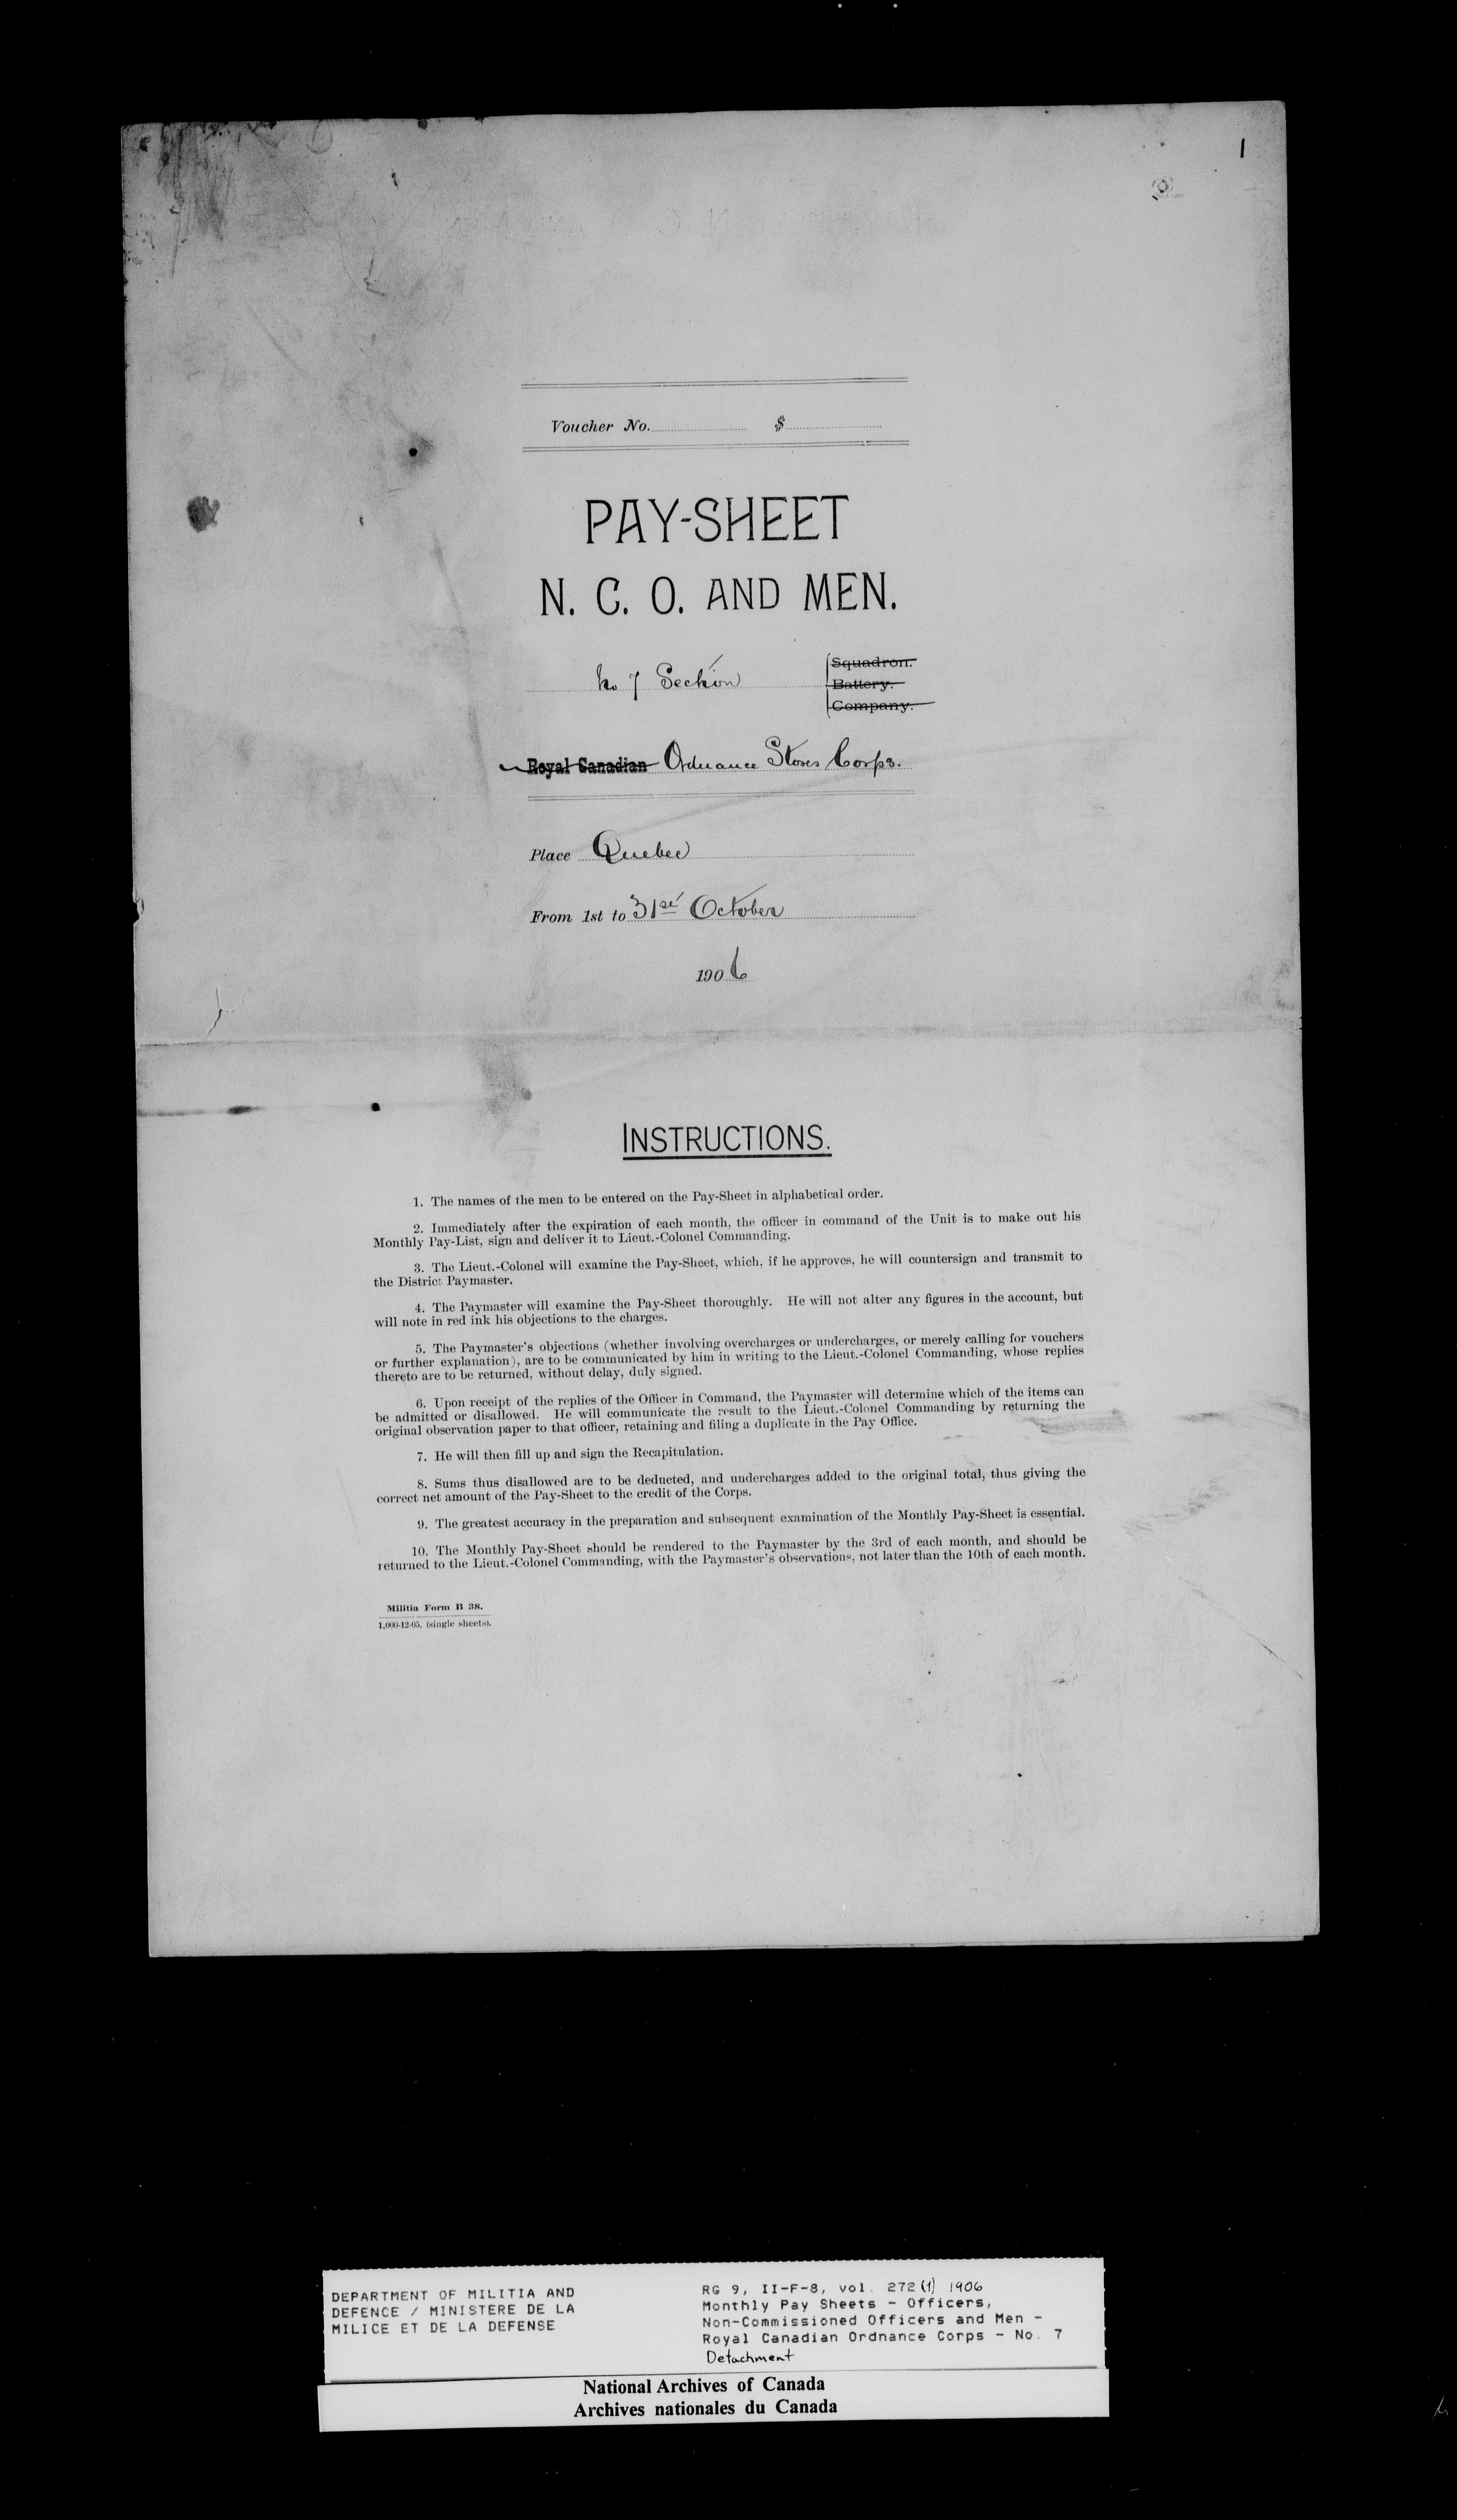 1
Voucher No. $
PAY-SHEET
N. C. O. AND MEN.
No 7 Section
Squadron.
Battery.
Company.
Royal Canadian Ordnance Stores Corps.
Place Quebec
From 1st to 31st October
1906
INSTRUCTIONS.
1. The names of the men to be entered on the Pay-Sheet in alphabetical order.
2. Immediately after the expiration of each month, the officer in command of the Unit is to make out his
Monthly Pay-List, sign and deliver it to Lieut.-Colonel Commanding.
3. The Lieut.-Colonel will examine the Pay-Sheet, which, if he approves, he will countersign and transmit to
the District Paymaster.
4. The Paymaster will examine the Pay-Sheet thoroughly. He will not alter any figures in the account, but
will note in red ink his objections to the charges.
5. The Paymaster's objections (whether involving overcharges or undercharges, or merely calling for vouchers
or further explanation), are to be communicated by him in writing to the Lieut.-Colonel Commanding, whose replies
thereto are to be returned, without delay, duly signed.
6. Upon receipt of the replies of the Officer in Command, the Paymaster will determine which of the items can
be admitted or disallowed. He will communicate the result to the Lieut.-Colonel Commanding by returning the
original observation paper to that officer, retaining and filing a duplicate in the Pay Office.
7. He will then fill up and sign the Recapitulation.
8. Sums thus disallowed are to be deducted, and undercharges added to the original total, thus giving the
correct net amount of the Pay-Sheet to the credit of the Corps.
9. The greatest accuracy in the preparation and subsequent examination of the Monthly Pay-Sheet is essential.
10. The Monthly Pay-Sheet should be rendered to the Paymaster by the 3rd of each month, and should be
returned to the Lieut.-Colonel Commanding, with the Paymaster's observations, not later than the 10th of each month.
Militia Form B 38.
1,000-12-05. (single sheets).
DEPARTMENT OF MILITIA AND
DEFENCE / MINISTERE DE LA
MILICE ET DE LA DEFENSE
RG 9, II-F-8, vol. 272 (1) 1906
Monthly Pay Sheets - Officers,
Non-Commissioned Officers and Men -
Royal Canadian Ordnance Corps - No. 7
Detachment
National Archives of Canada
Archives nationales du Canada